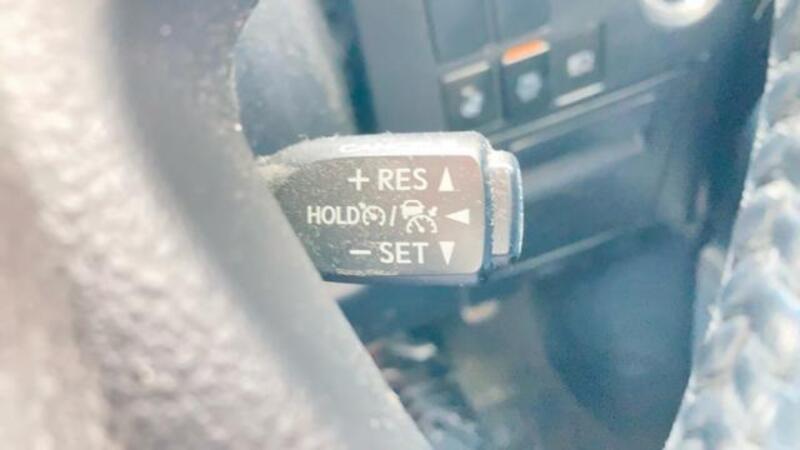 + RES ▲
HOLD / ◀
− SET ▼